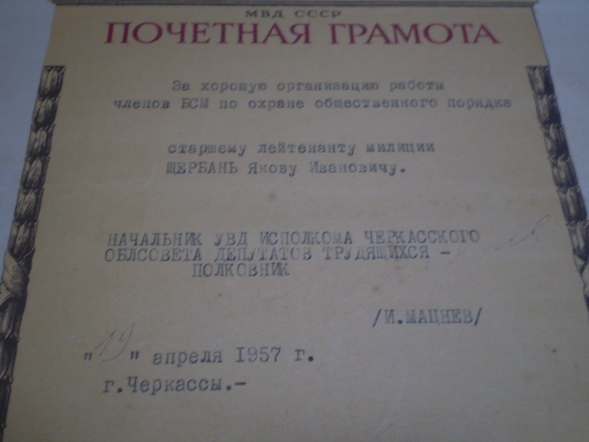 МВД СССР
ПОЧЕТНАЯ ГРАМОТА
За хорошую организацию работы
членов БСМ по охране общественного порядка
старшему лейтенанту милиции
ЩЕРБАНЬ Якову Ивановичу.
НАЧАЛЬНИК УВД ИСПОЛКОМА ЧЕРКАССКОГО
ОБЛСОВЕТА ДЕПУТАТОВ ТРУДЯЩИХСЯ -
ПОЛКОВНИК
/И.МАЦНЕВ/
"19" апреля 1957 г.
г.Черкассы.-